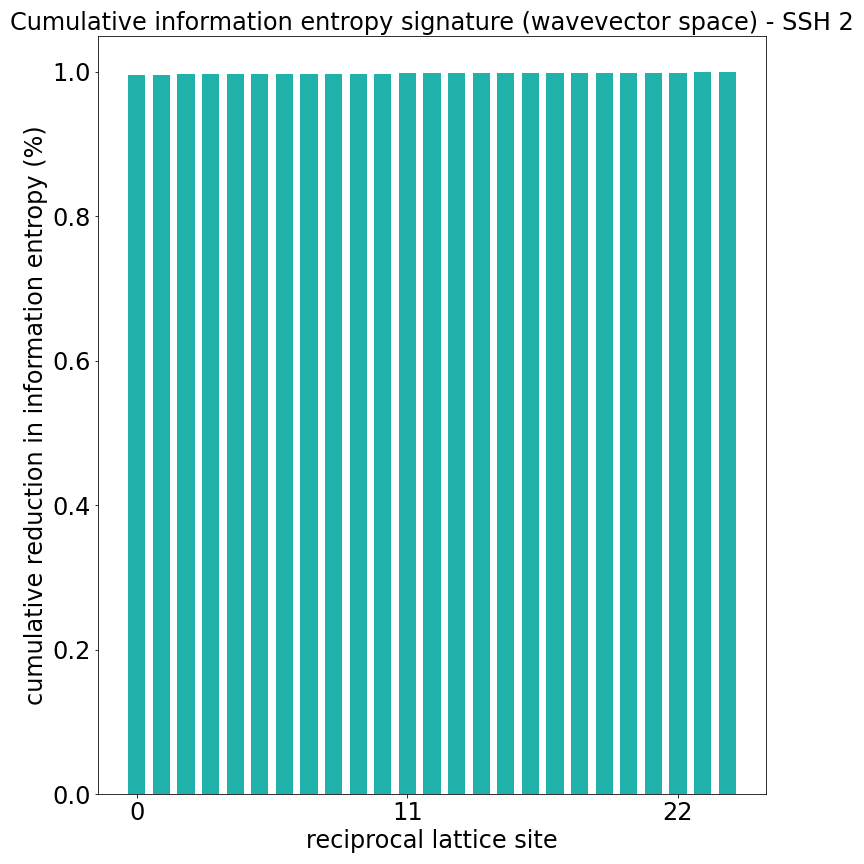 Cumulative information entropy signature (wavevector space) - SSH 2
cumulative reduction in information entropy (%)
1.0
0.8
0.6
0.4
0.2
0.0
0 11 22
reciprocal lattice site